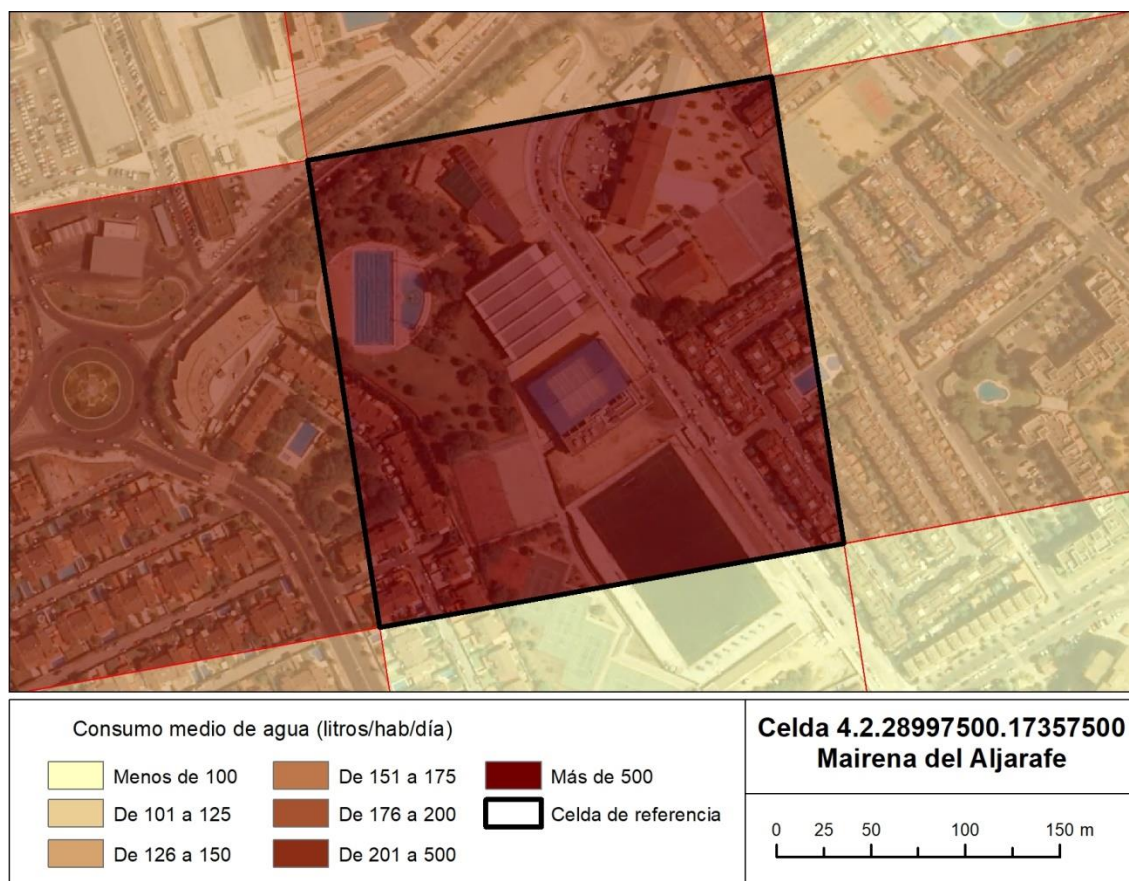 Consumo medio de agua (litros/hab/día)
Menos de 100
De 101 a 125
De 126 a 150
De 151 a 175
De 176 a 200
De 201 a 500
Más de 500
Celda de referencia
Celda 4.2.28997500.17357500
Mairena del Aljarafe
0 25 50 100 150 m